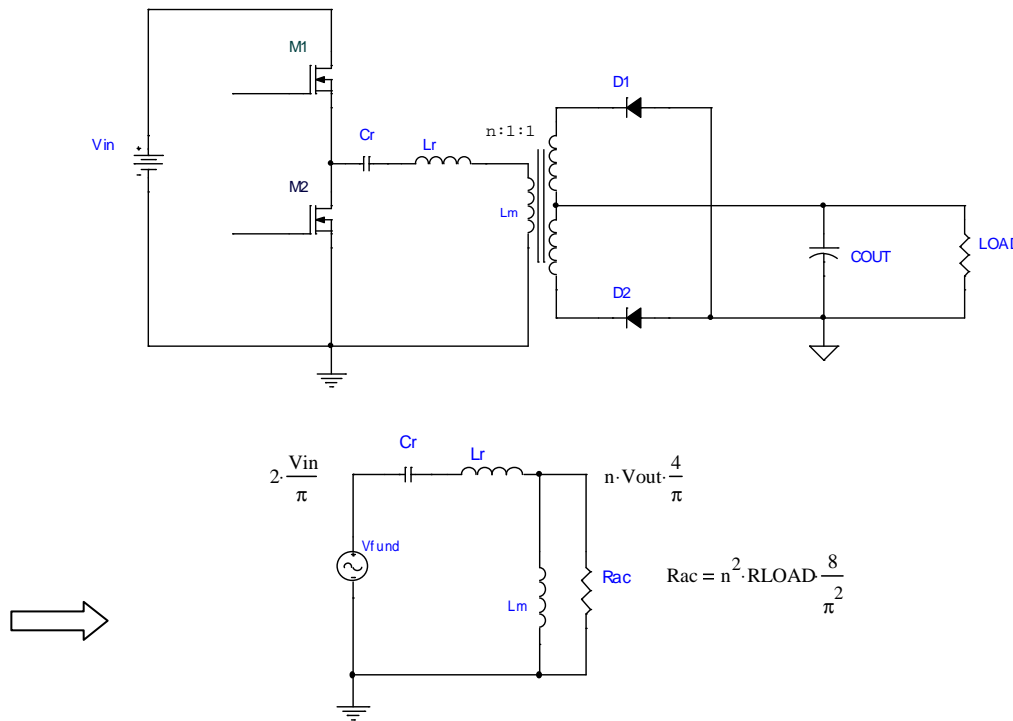 M1
D1
n:1:1
Cr
Lr
Vin
M2
Lm
LOAD
COUT
D2
Cr
Lr
2·Vin/π
n·Vout·4/π
Vfund
Rac
Rac = n²·RLOAD·8/π²
Lm